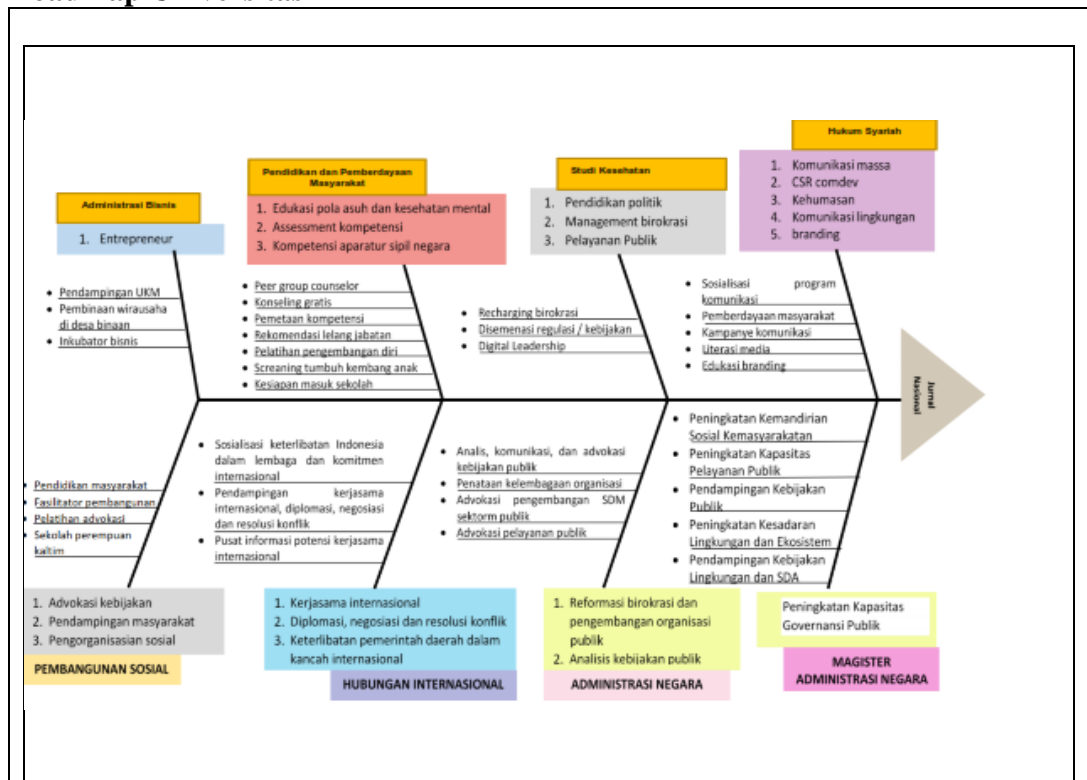 Hukum Syariah
1. Komunikasi massa
2. CSR comdev
3. Kehumasan
4. Komunikasi lingkungan
5. branding
Pendidikan dan Pemberdayaan
Masyarakat
1. Edukasi pola asuh dan kesehatan mental
2. Assessment kompetensi
3. Kompetensi aparatur sipil negara
Studi Kesehatan
1. Pendidikan politik
2. Management birokrasi
3. Pelayanan Publik
Administrasi Bisnis
1. Entrepreneur
• Pendampingan UKM
• Pembinaan wirausaha
di desa binaan
• Inkubator bisnis
• Peer group counselor
• Konseling gratis
• Pemetaan kompetensi
• Rekomendasi lelang jabatan
• Pelatihan pengembangan diri
• Screaning tumbuh kembang anak
• Kesiapan masuk sekolah
• Recharging birokrasi
• Disemenasi regulasi / kebijakan
• Digital Leadership
• Sosialisasi program
komunikasi
• Pemberdayaan masyarakat
• Kampanye komunikasi
• Literasi media
• Edukasi branding
Jurnal
Nasional
• Pendidikan masyarakat
• Fasilitator pembangunan
• Pelatihan advokasi
• Sekolah perempuan
kaltim
• Sosialisasi keterlibatan Indonesia
dalam lembaga dan komitmen
internasional
• Pendampingan kerjasama
internasional, diplomasi, negosiasi
dan resolusi konflik
• Pusat informasi potensi kerjasama
internasional
• Analis, komunikasi, dan advokasi
kebijakan publik
• Penataan kelembagaan organisasi
• Advokasi pengembangan SDM
sektorm publik
• Advokasi pelayanan publik
• Peningkatan Kemandirian
Sosial Kemasyarakatan
• Peningkatan Kapasitas
Pelayanan Publik
• Pendampingan Kebijakan
Publik
• Peningkatan Kesadaran
Lingkungan dan Ekosistem
• Pendampingan Kebijakan
Lingkungan dan SDA
1. Advokasi kebijakan
2. Pendampingan masyarakat
3. Pengorganisasian sosial
PEMBANGUNAN SOSIAL
1. Kerjasama internasional
2. Diplomasi, negosiasi dan resolusi konflik
3. Keterlibatan pemerintah daerah dalam
kancah internasional
HUBUNGAN INTERNASIONAL
1. Reformasi birokrasi dan
pengembangan organisasi
publik
2. Analisis kebijakan publik
ADMINISTRASI NEGARA
Peningkatan Kapasitas
Governansi Publik
MAGISTER
ADMINISTRASI NEGARA